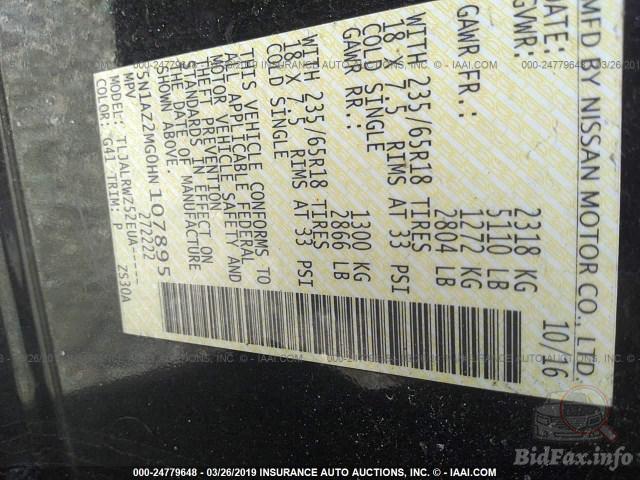 MFD BY NISSAN MOTOR CO., LTD.
DATE: 10/16
GVWR: 2318 KG
5110 LB
GAWR FR.: 1272 KG
2804 LB
WITH 235/65R18 TIRES
18 X 7.5 RIMS AT 33 PSI
COLD SINGLE
GAWR RR.: 1300 KG
2866 LB
WITH 235/65R18 TIRES
18 X 7.5 RIMS AT 33 PSI
COLD SINGLE
THIS VEHICLE CONFORMS TO
ALL APPLICABLE FEDERAL
MOTOR VEHICLE SAFETY AND
THEFT PREVENTION
STANDARDS IN EFFECT ON
THE DATE OF MANUFACTURE
SHOWN ABOVE.
5N1AZ2MG0HN107895
MPV 272222
MODEL: TLJALRWZ52EUA-----
COLOR: G41 TRIM: P Z530A
000-24779648 - 03/26/2019 INSURANCE AUTO AUCTIONS, INC. - © IAAI.COM
BidFax.info